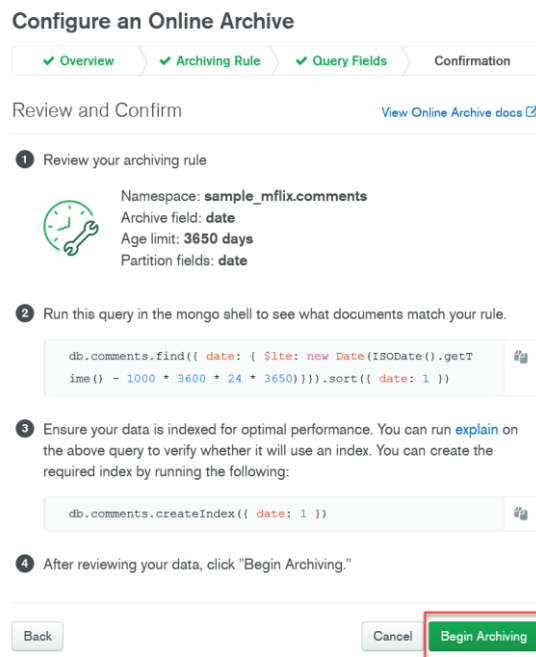 Configure an Online Archive
Overview
Archiving Rule
Query Fields
Confirmation
Review and Confirm
View Online Archive docs
1 Review your archiving rule
Namespace: sample_mflix.comments
Archive field: date
Age limit: 3650 days
Partition fields: date
2 Run this query in the mongo shell to see what documents match your rule.
db.comments.find({ date: { $lte: new Date(ISODate().getT
ime() - 1000 * 3600 * 24 * 3650)}}).sort({ date: 1 })
3 Ensure your data is indexed for optimal performance. You can run explain on
the above query to verify whether it will use an index. You can create the
required index by running the following:
db.comments.createIndex({ date: 1 })
4 After reviewing your data, click "Begin Archiving."
Back
Cancel
Begin Archiving